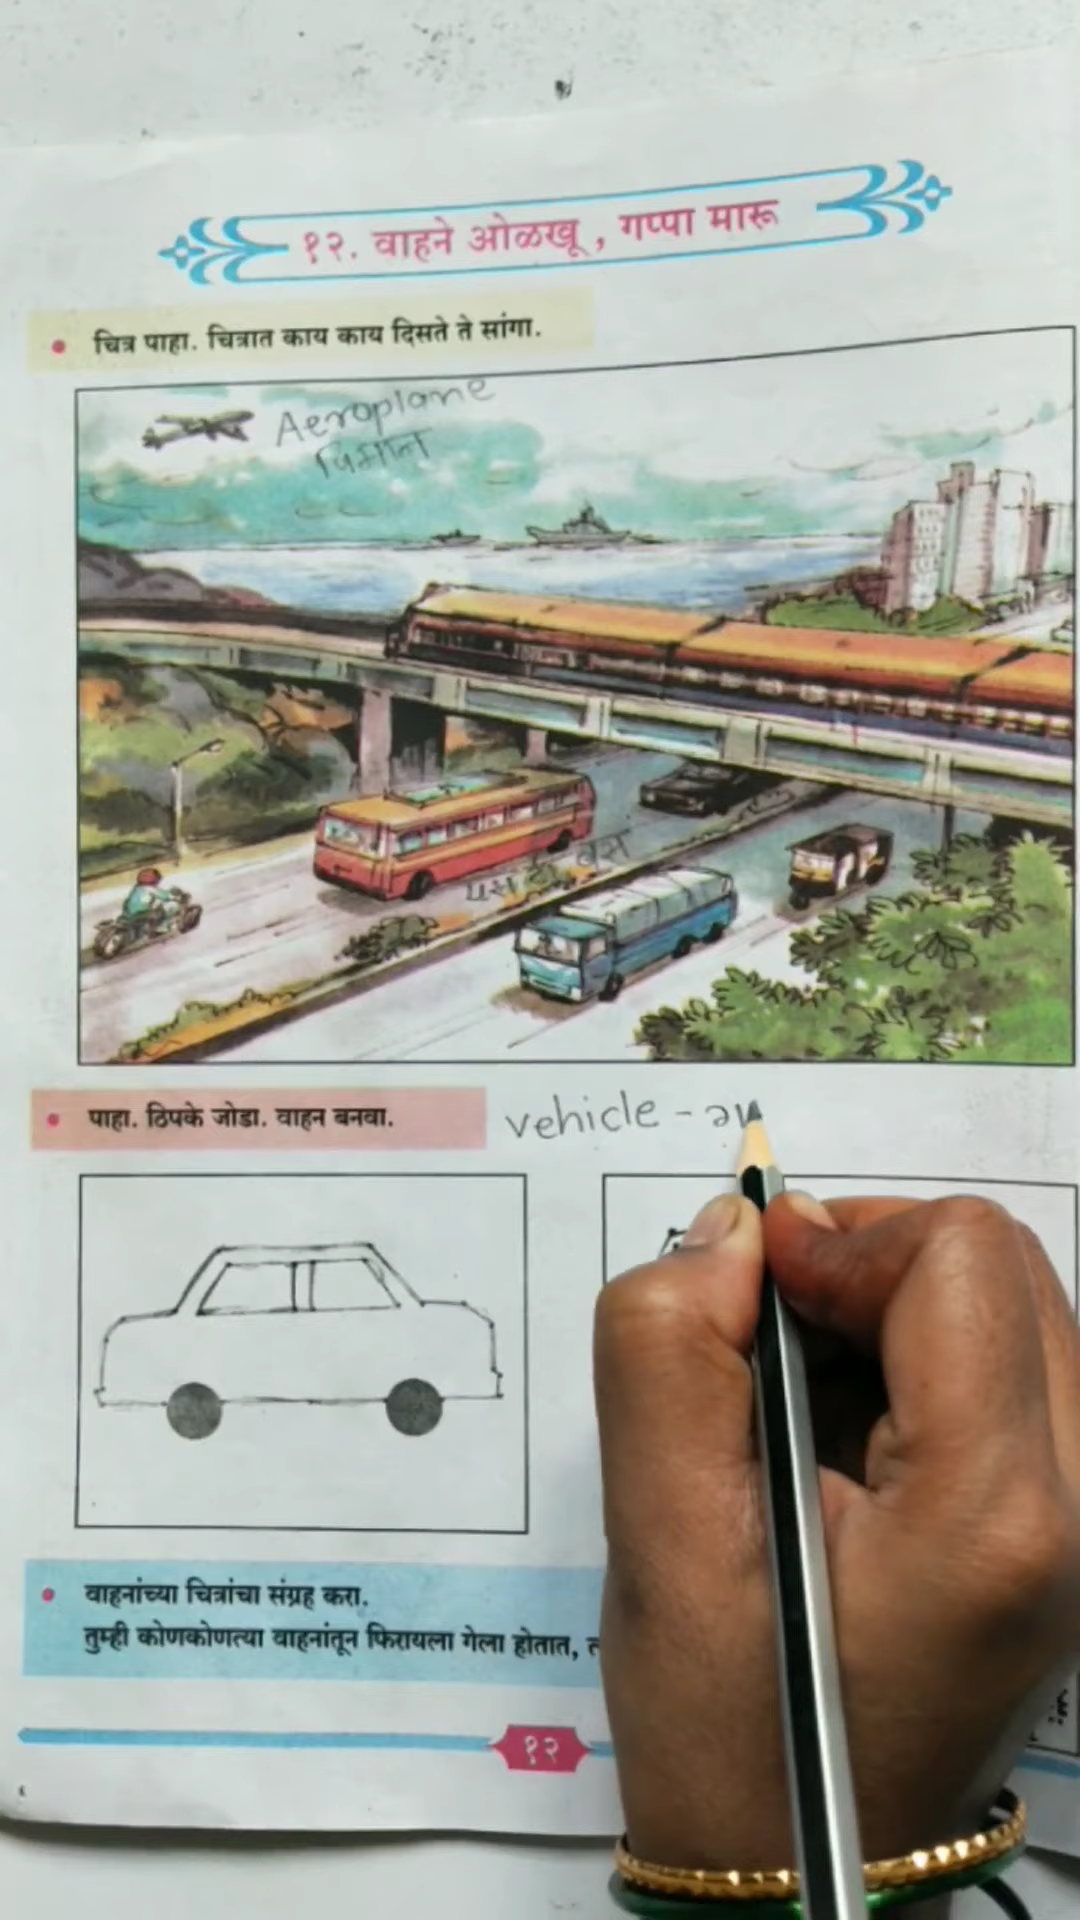 १२. वाहने ओळखू , गप्पा मारू
• चित्र पाहा. चित्रात काय काय दिसते ते सांगा.
Aeroplane
विमान
एस टी बस
• पाहा. ठिपके जोडा. वाहन बनवा.
vehicle - वा
• वाहनांच्या चित्रांचा संग्रह करा.
तुम्ही कोणकोणत्या वाहनांतून फिरायला गेला होतात,
१२